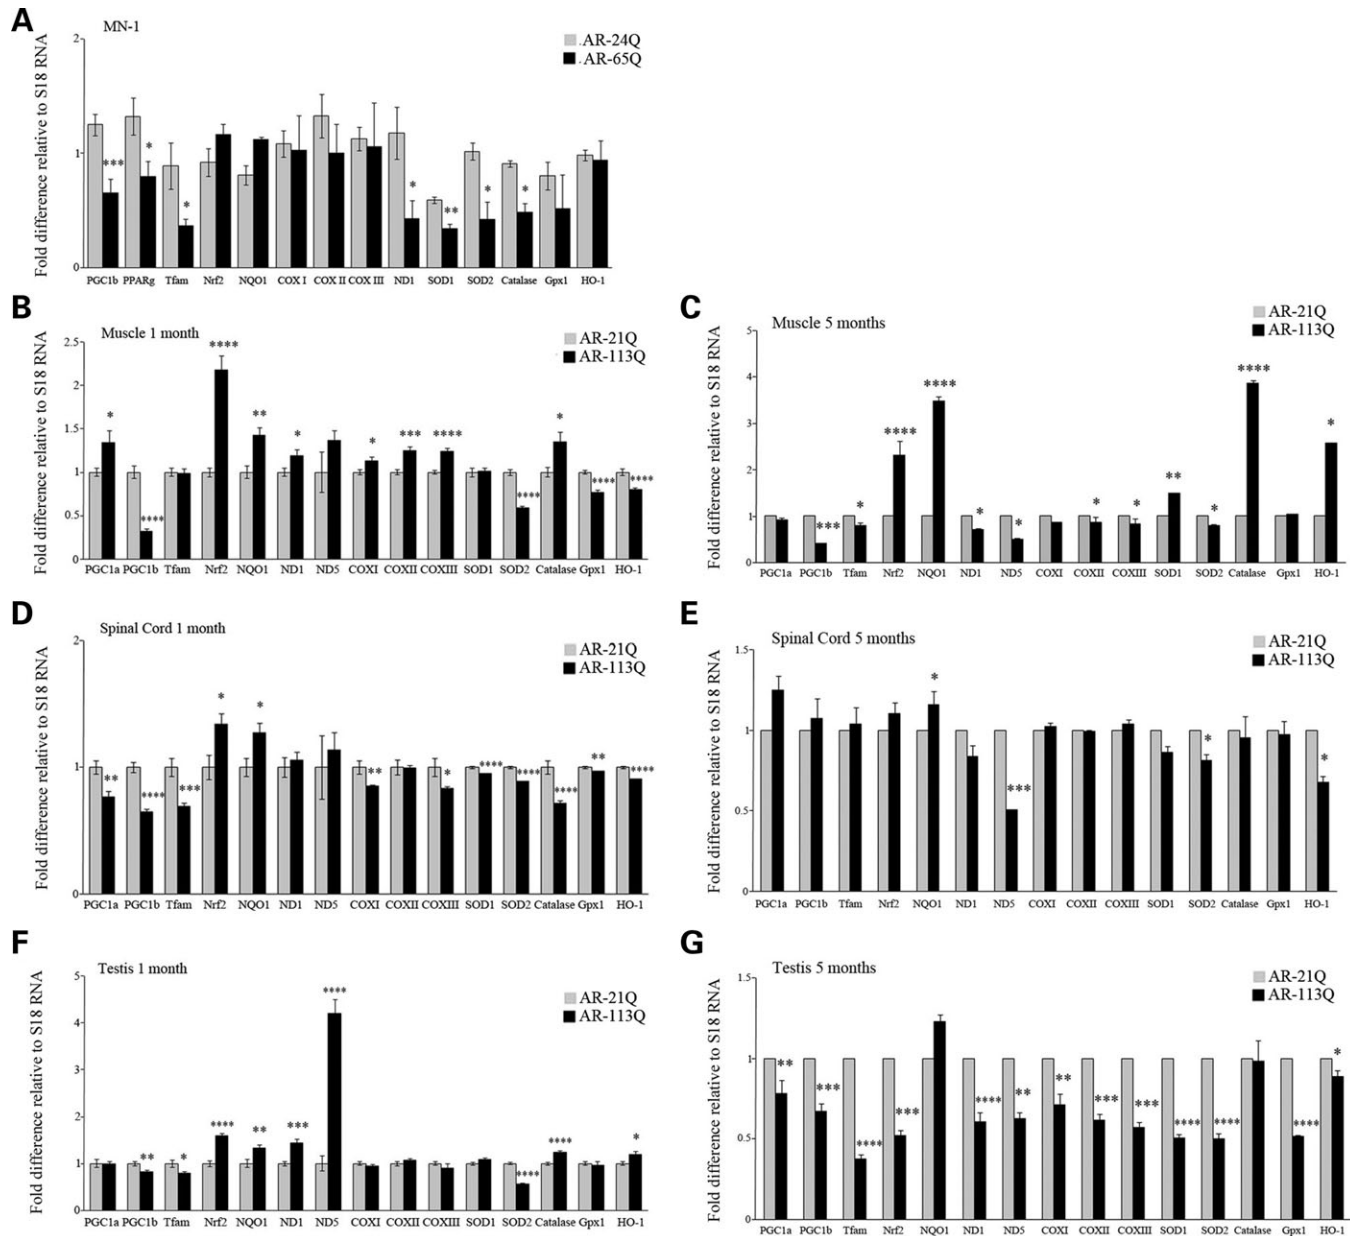 A
MN-1
AR-24Q
AR-65Q
Fold difference relative to S18 RNA
2
1
0
*** * * * ** * *
PGC1b PPARg Tfam Nrf2 NQO1 COX I COX II COX III ND1 SOD1 SOD2 Catalase Gpx1 HO-1
B
Muscle 1 month
AR-21Q
AR-113Q
Fold difference relative to S18 RNA
2.5
2
1.5
1
0.5
0
* **** **** ** * * *** **** **** * **** ****
PGC1a PGC1b Tfam Nrf2 NQO1 ND1 ND5 COXI COXII COXIII SOD1 SOD2 Catalase Gpx1 HO-1
C
Muscle 5 months
AR-21Q
AR-113Q
Fold difference relative to S18 RNA
5
4
3
2
1
0
*** * **** **** * * * * ** * **** *
PGC1a PGC1b Tfam Nrf2 NQO1 ND1 ND5 COXI COXII COXIII SOD1 SOD2 Catalase Gpx1 HO-1
D
Spinal Cord 1 month
AR-21Q
AR-113Q
Fold difference relative to S18 RNA
2
1
0
** **** *** * * ** * **** **** **** ** ****
PGC1a PGC1b Tfam Nrf2 NQO1 ND1 ND5 COXI COXII COXIII SOD1 SOD2 Catalase Gpx1 HO-1
E
Spinal Cord 5 months
AR-21Q
AR-113Q
Fold difference relative to S18 RNA
1.5
1
0.5
0
* *** * *
PGC1a PGC1b Tfam Nrf2 NQO1 ND1 ND5 COXI COXII COXIII SOD1 SOD2 Catalase Gpx1 HO-1
F
Testis 1 month
AR-21Q
AR-113Q
Fold difference relative to S18 RNA
5
4
3
2
1
0
** * **** ** *** **** **** **** *
PGC1a PGC1b Tfam Nrf2 NQO1 ND1 ND5 COXI COXII COXIII SOD1 SOD2 Catalase Gpx1 HO-1
G
Testis 5 months
AR-21Q
AR-113Q
Fold difference relative to S18 RNA
1.5
1
0.5
0
** *** **** *** **** ** ** *** *** **** **** **** *
PGC1a PGC1b Tfam Nrf2 NQO1 ND1 ND5 COXI COXII COXIII SOD1 SOD2 Catalase Gpx1 HO-1